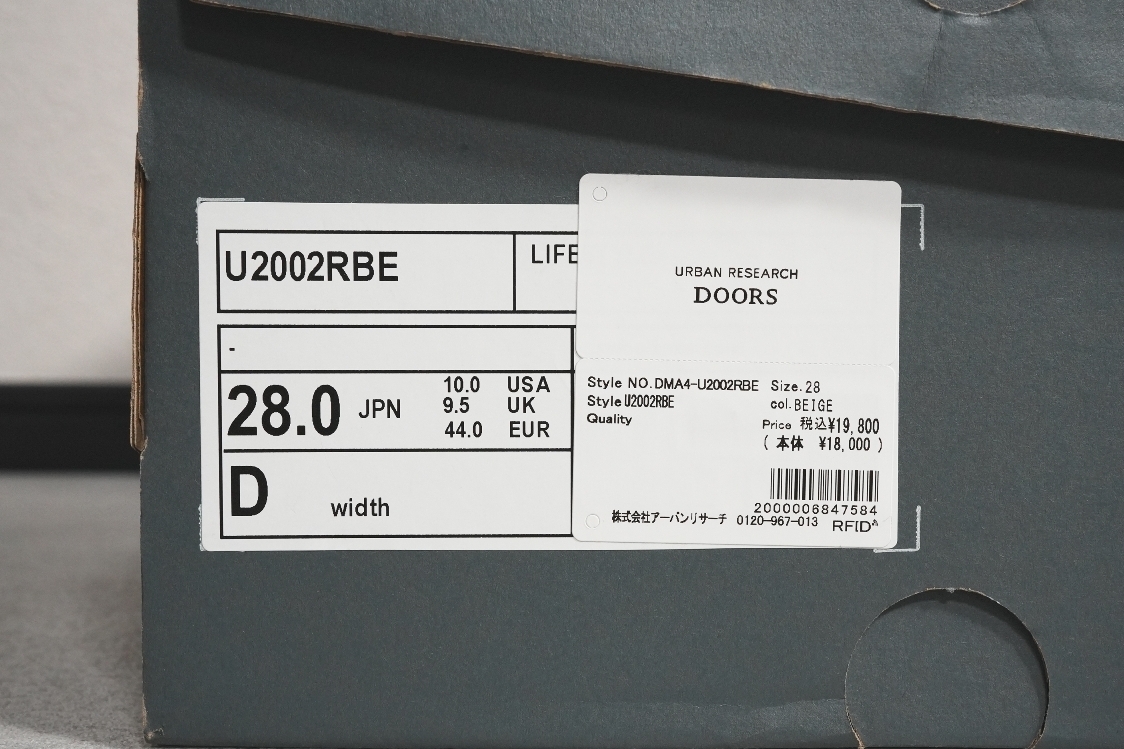 U2002RBE
LIFE
-
28.0 JPN
10.0 USA
9.5 UK
44.0 EUR
D width
URBAN RESEARCH
DOORS
Style NO.DMA4-U2002RBE Size.28
Style U2002RBE col.BEIGE
Quality
Price 税込¥19,800
( 本体 ¥18,000 )
2000006847584
株式会社アーバンリサーチ 0120-967-013 RFID